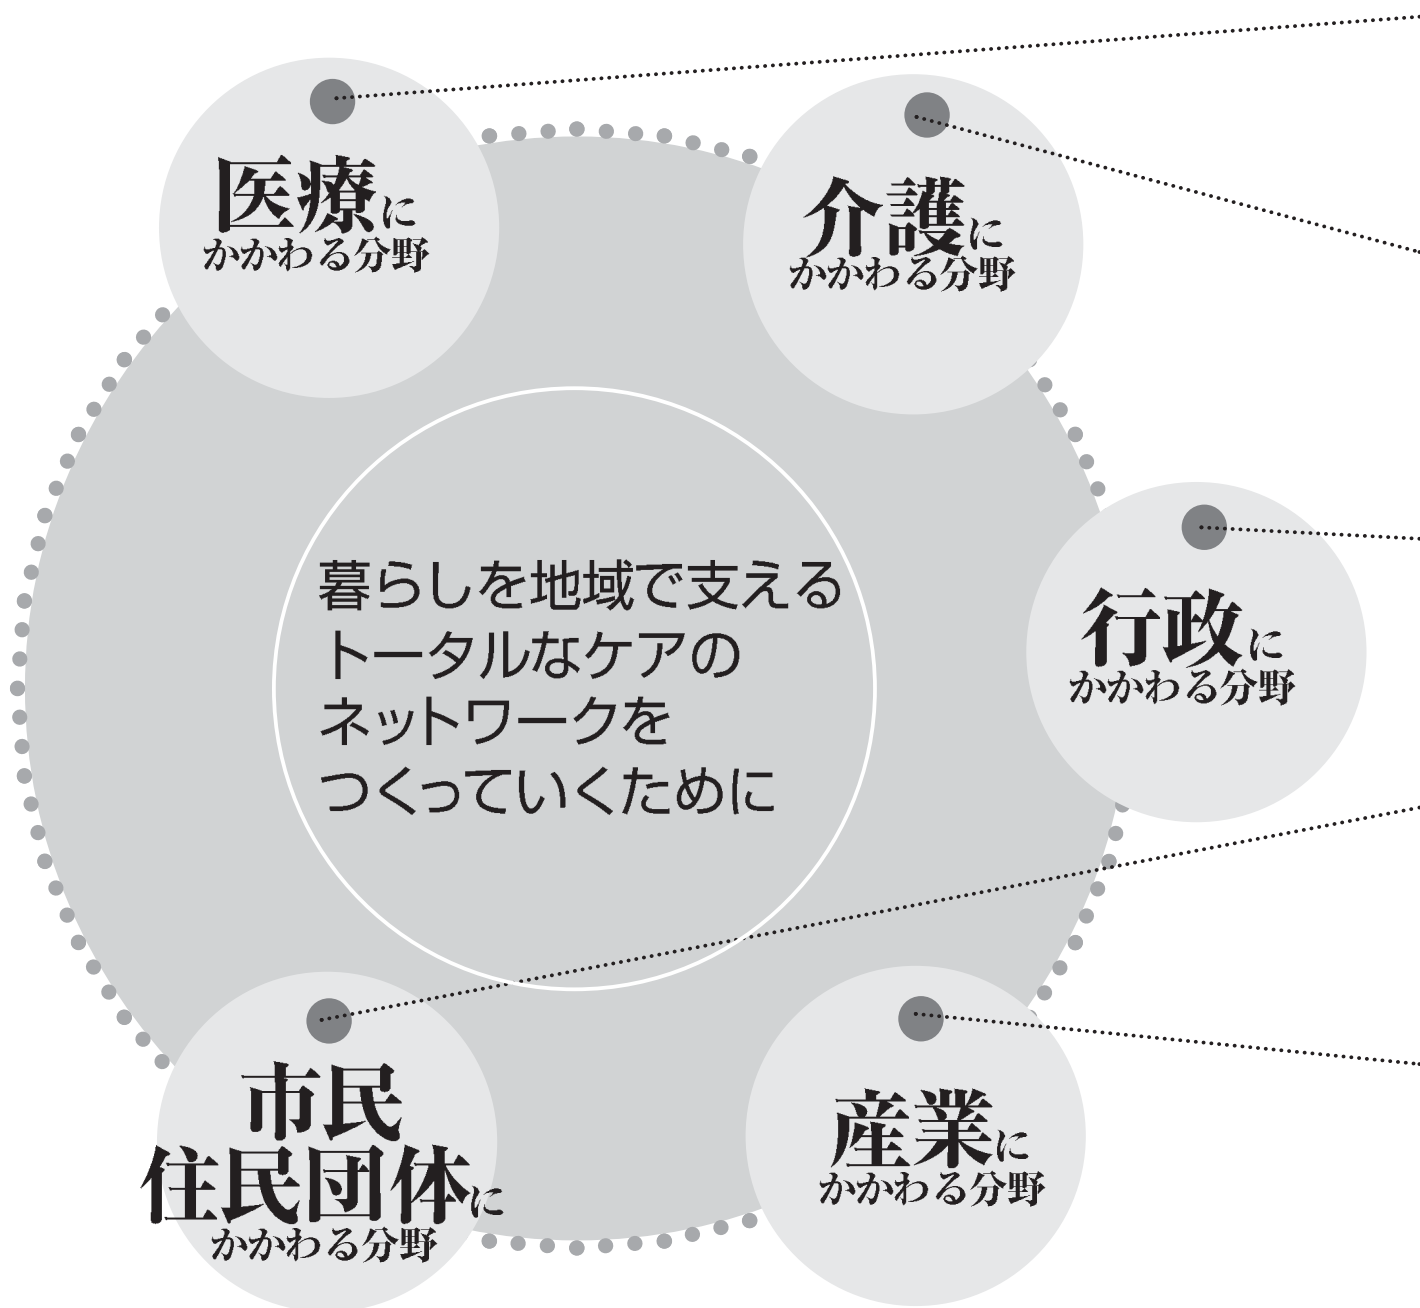 医療に
かかわる分野
介護に
かかわる分野
行政に
かかわる分野
暮らしを地域で支える
トータルなケアの
ネットワークを
つくっていくために
市民
住民団体に
かかわる分野
産業に
かかわる分野